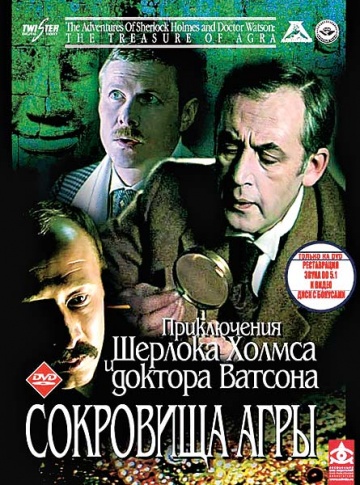 TWISTER
The Adventures Of Sherlock Holmes and Doctor Watson:
THE TREASURE OF AGRA
ТОЛЬКО НА DVD
РЕСТАВРАЦИЯ
ЗВУКА DD 5.1
И ВИДЕО
ДИСК С БОНУСАМИ
Приключения
Шерлока Холмса
и доктора Ватсона
DVD
СОКРОВИЩА АГРЫ